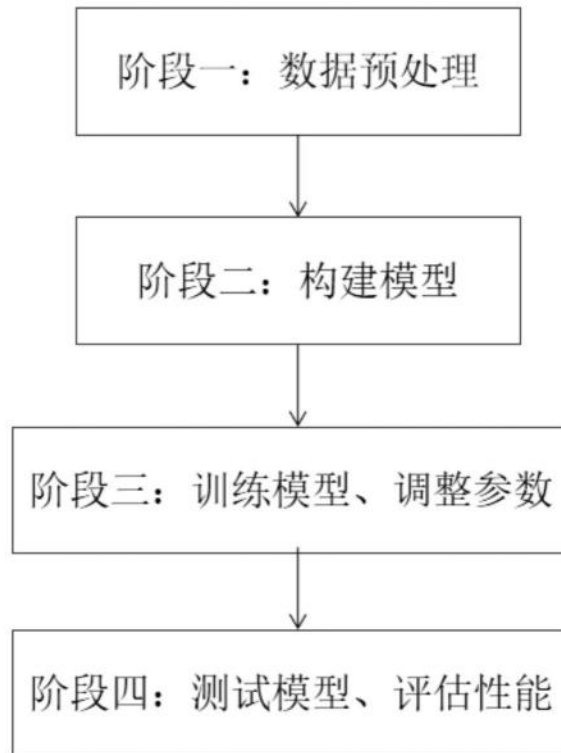 阶段一：数据预处理
阶段二：构建模型
阶段三：训练模型、调整参数
阶段四：测试模型、评估性能